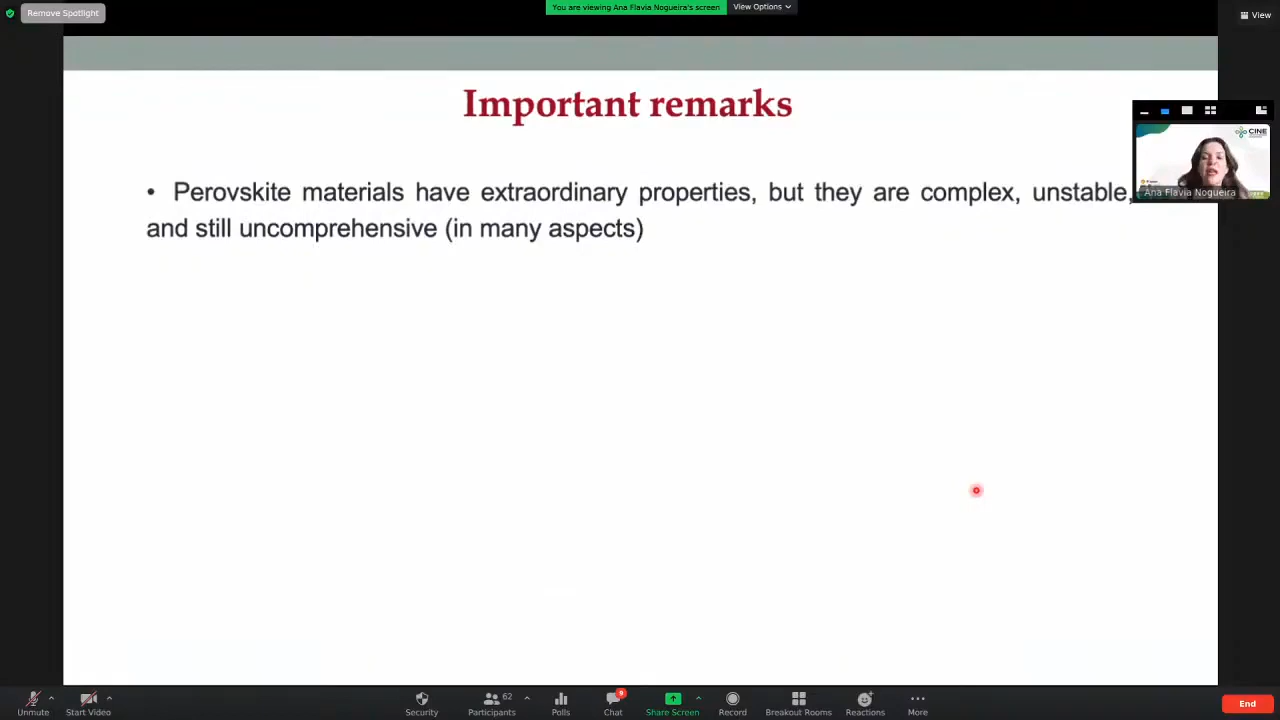 Remove Spotlight
You are viewing Ana Flavia Nogueira's screen
View Options
View
Important remarks
CINE
Ana Flavia Nogueira
• Perovskite materials have extraordinary properties, but they are complex, unstable,
and still uncomprehensive (in many aspects)
Unmute
Start Video
Security
Participants
62
Polls
Chat
9
Share Screen
Record
Breakout Rooms
Reactions
More
End